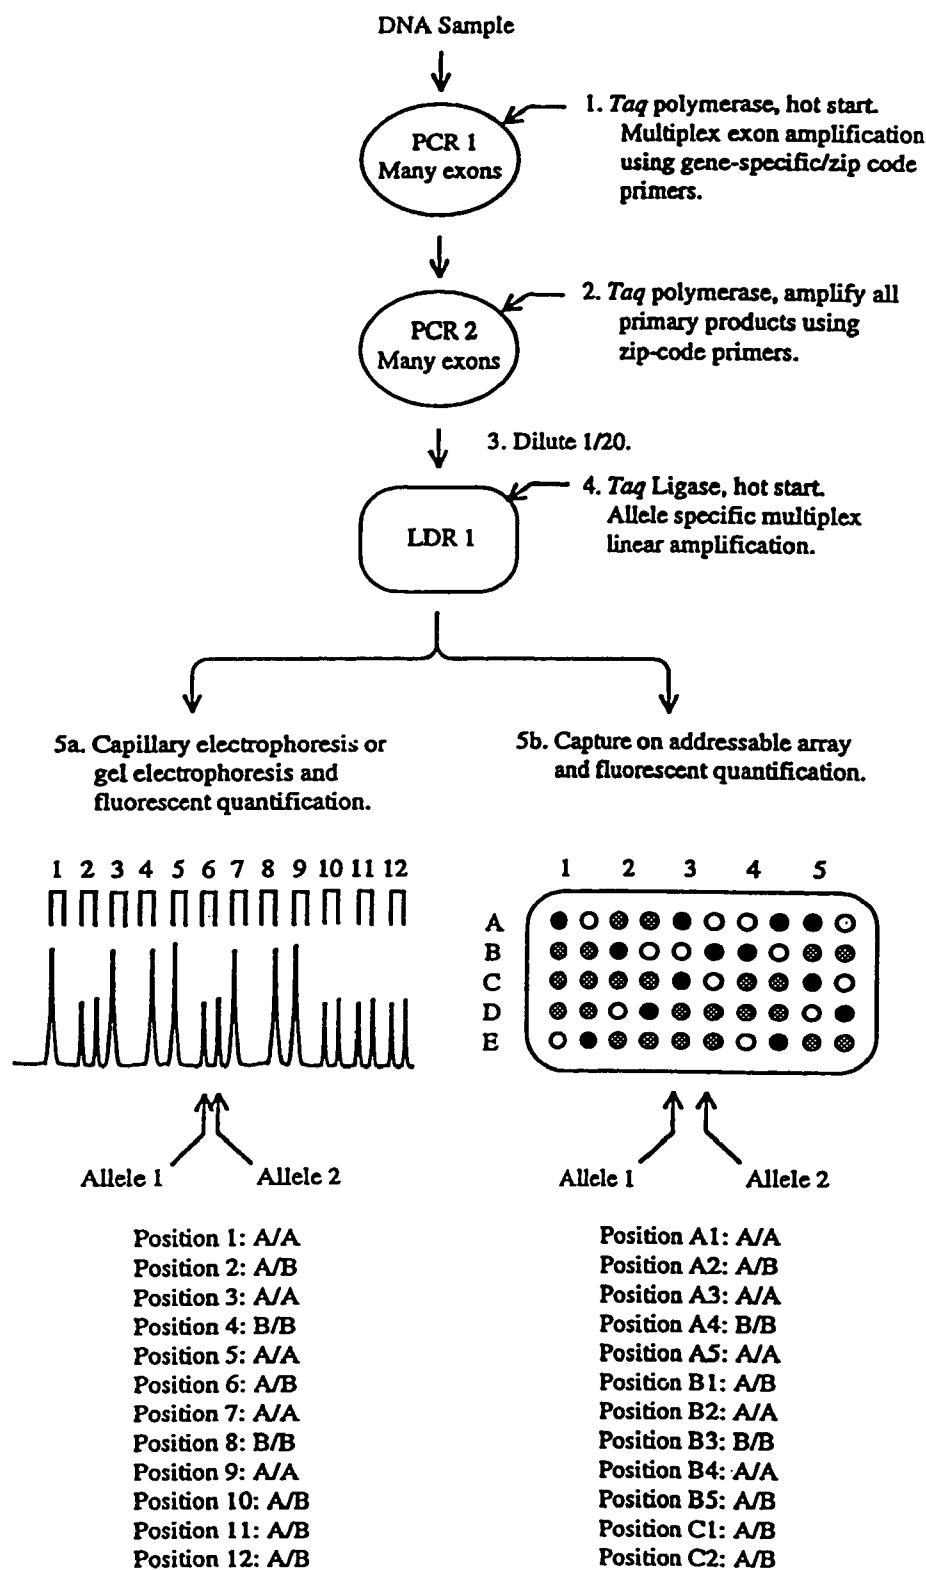 DNA Sample
PCR 1
Many exons
1. Taq polymerase, hot start.
Multiplex exon amplification
using gene-specific/zip code
primers.
PCR 2
Many exons
2. Taq polymerase, amplify all
primary products using
zip-code primers.
3. Dilute 1/20.
LDR 1
4. Taq Ligase, hot start.
Allele specific multiplex
linear amplification.
5a. Capillary electrophoresis or
gel electrophoresis and
fluorescent quantification.
1 2 3 4 5 6 7 8 9 10 11 12
Allele 1
Allele 2
Position 1: A/A
Position 2: A/B
Position 3: A/A
Position 4: B/B
Position 5: A/A
Position 6: A/B
Position 7: A/A
Position 8: B/B
Position 9: A/A
Position 10: A/B
Position 11: A/B
Position 12: A/B
5b. Capture on addressable array
and fluorescent quantification.
1 2 3 4 5
A
B
C
D
E
Allele 1
Allele 2
Position A1: A/A
Position A2: A/B
Position A3: A/A
Position A4: B/B
Position A5: A/A
Position B1: A/B
Position B2: A/A
Position B3: B/B
Position B4: A/A
Position B5: A/B
Position C1: A/B
Position C2: A/B